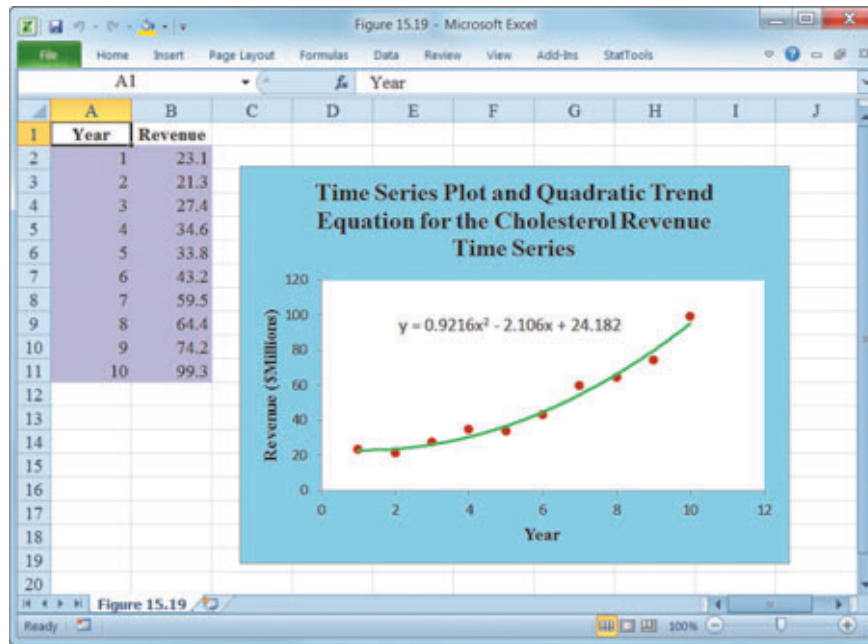 Figure 15.19 - Microsoft Excel
File Home Insert Page Layout Formulas Data Review View Add-Ins StatTools
A1 fx Year
A B C D E F G H I J
1 Year Revenue
2 1 23.1
3 2 21.3
4 3 27.4
5 4 34.6
6 5 33.8
7 6 43.2
8 7 59.5
9 8 64.4
10 9 74.2
11 10 99.3
12
13
14
15
16
17
18
19
20
Time Series Plot and Quadratic Trend
Equation for the Cholesterol Revenue
Time Series
y = 0.9216x² - 2.106x + 24.182
Revenue ($Millions)
120
100
80
60
40
20
0
0 2 4 6 8 10 12
Year
Figure 15.19
Ready 100%